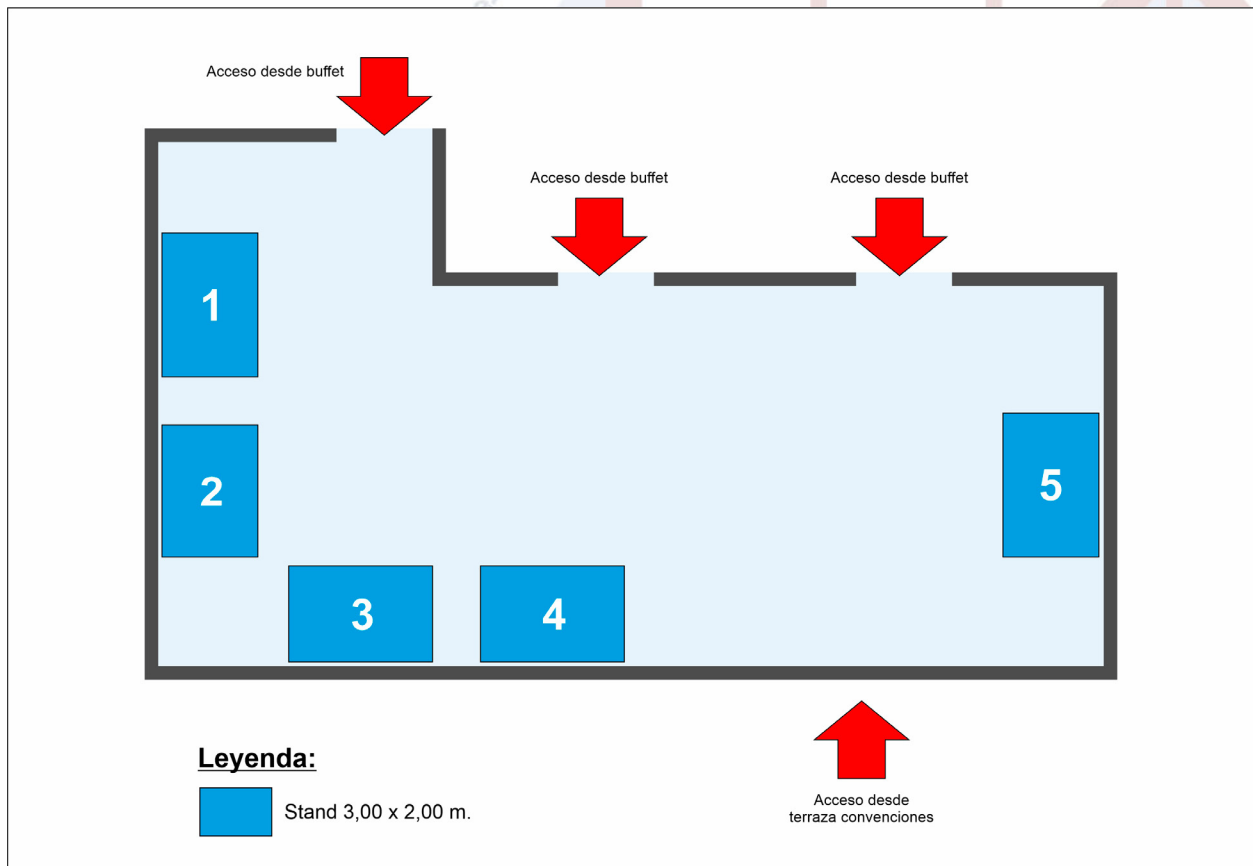 Acceso desde buffet
Acceso desde buffet
Acceso desde buffet
1
2
5
3
4
Leyenda:
Stand 3,00 x 2,00 m.
Acceso desde
terraza convenciones